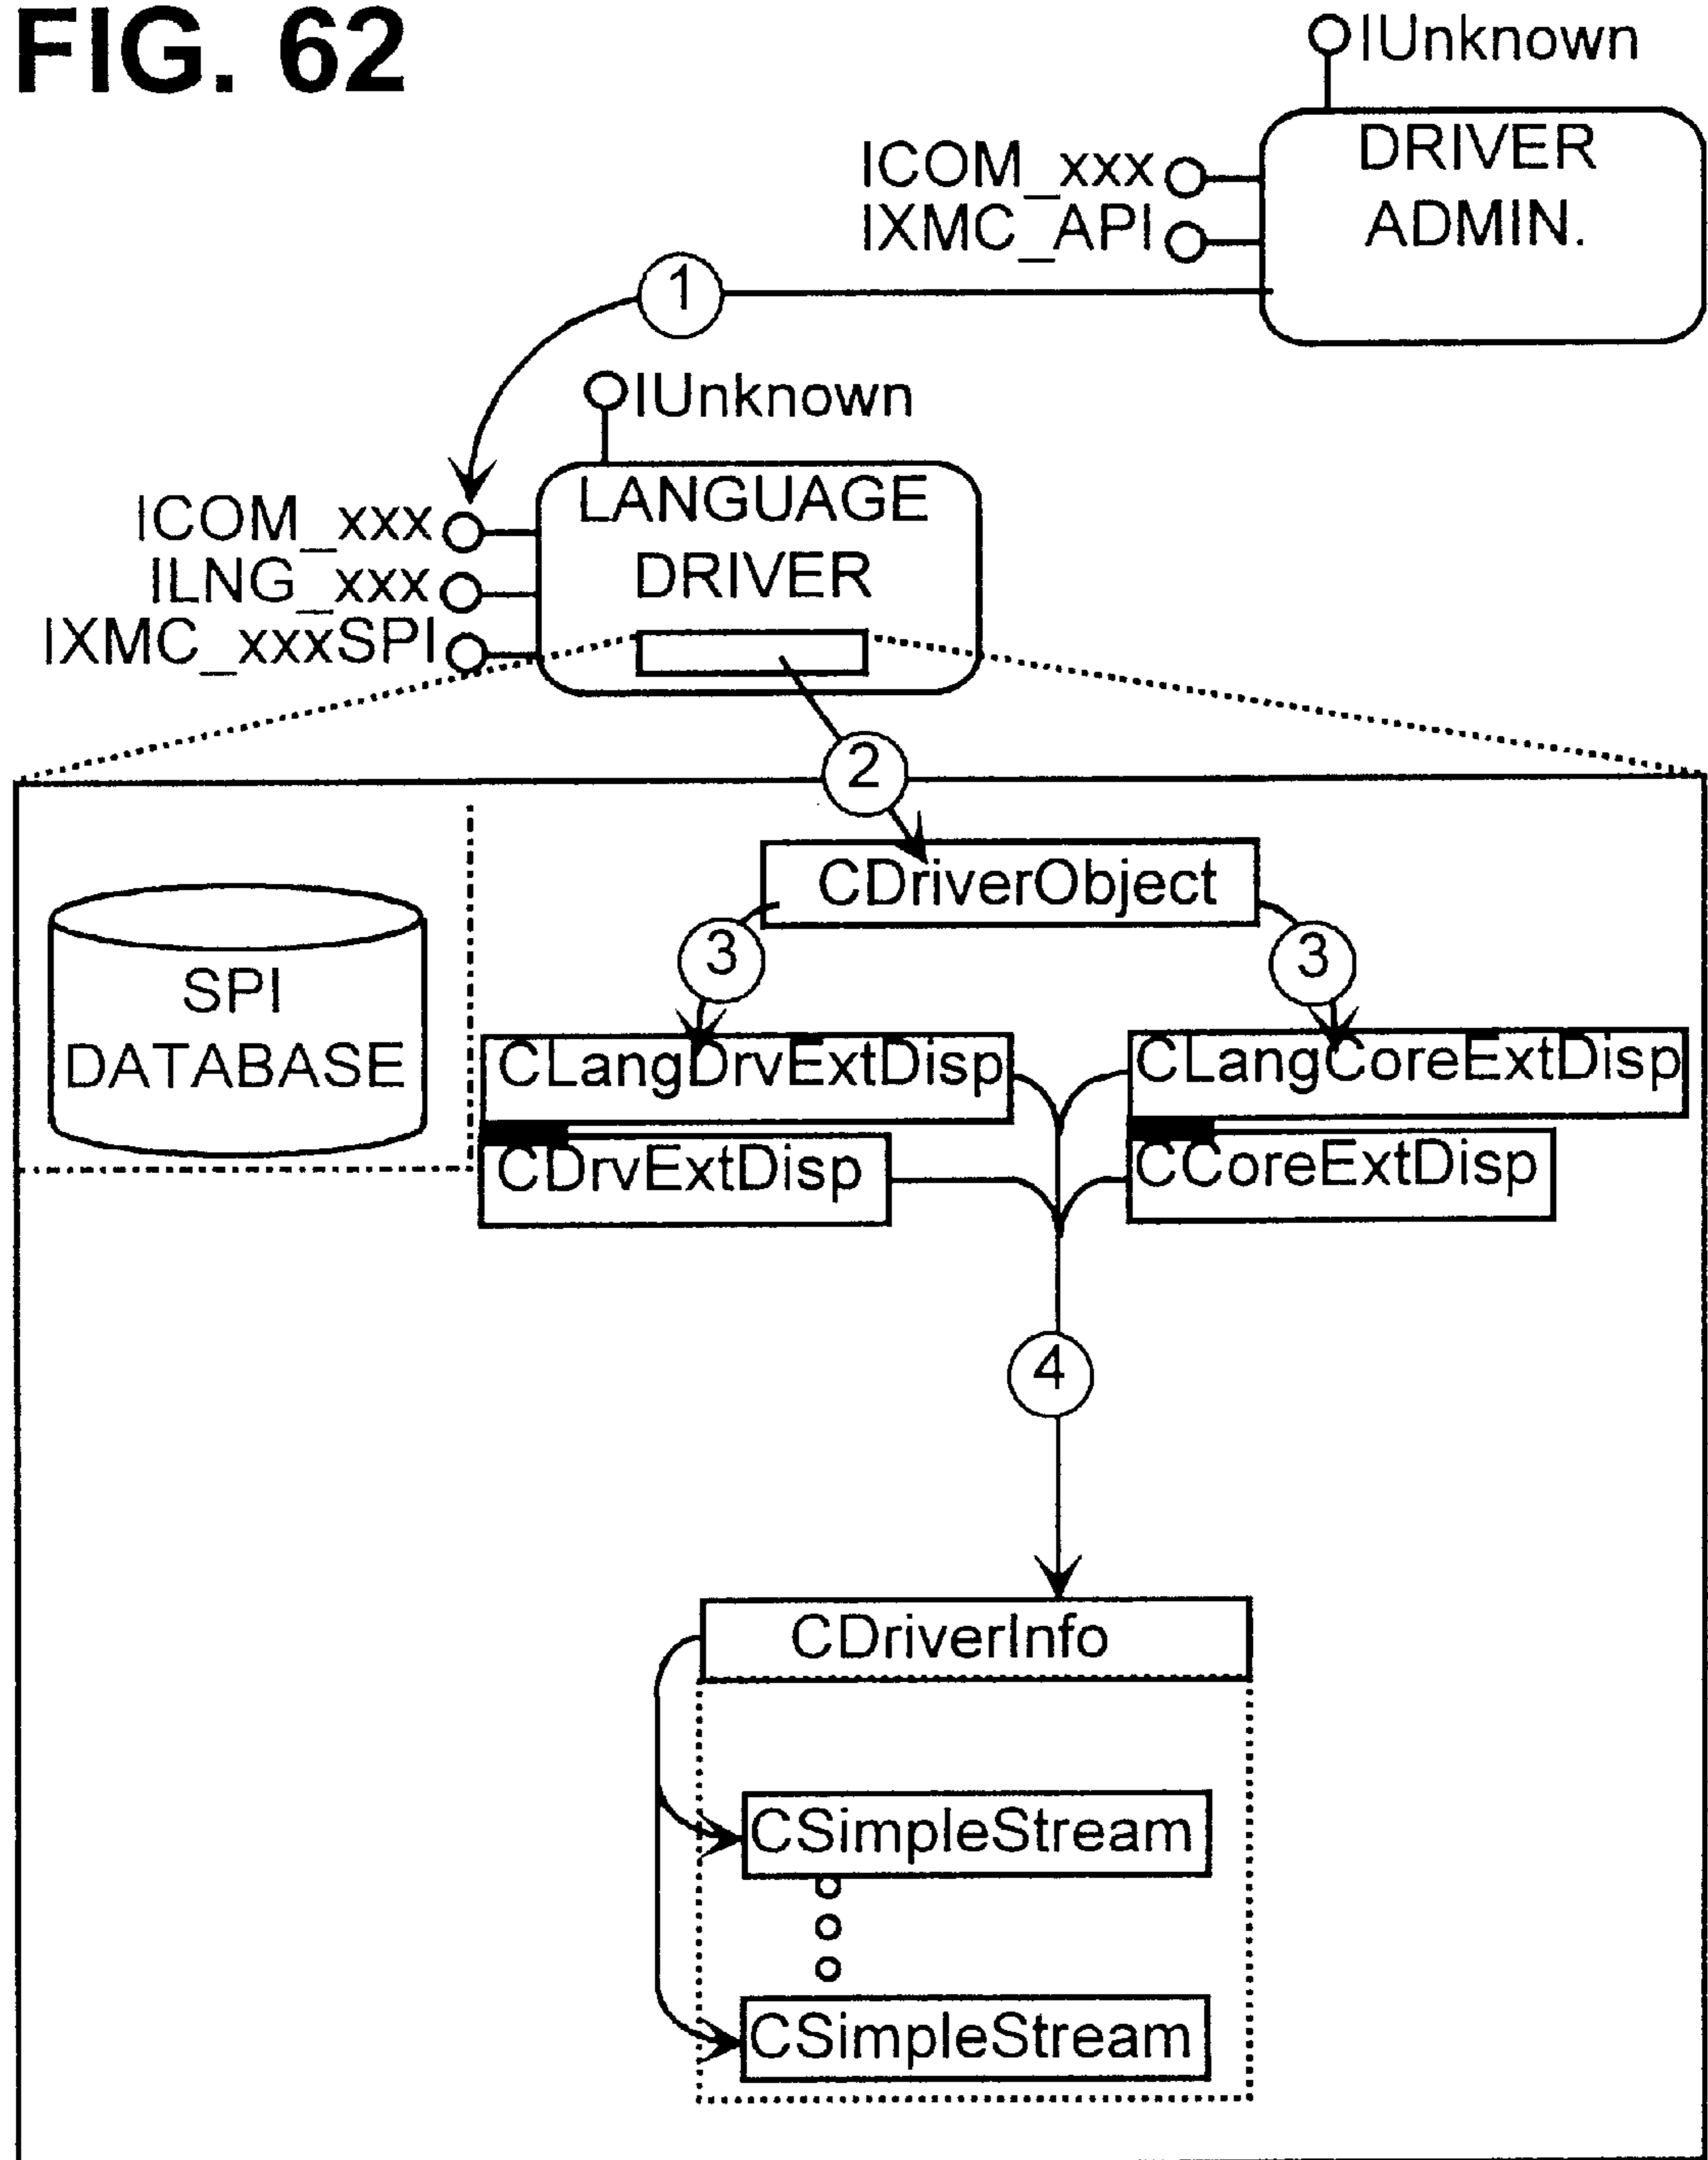 FIG. 62
IUnknown
DRIVER
ADMIN.
ICOM_xxx
IXMC_API
1
IUnknown
LANGUAGE
DRIVER
ICOM_xxx
ILNG_xxx
IXMC_xxxSPI
2
CDriverObject
3
3
SPI
DATABASE
CLangDrvExtDisp
CLangCoreExtDisp
CDrvExtDisp
CCoreExtDisp
4
CDriverInfo
CSimpleStream
CSimpleStream